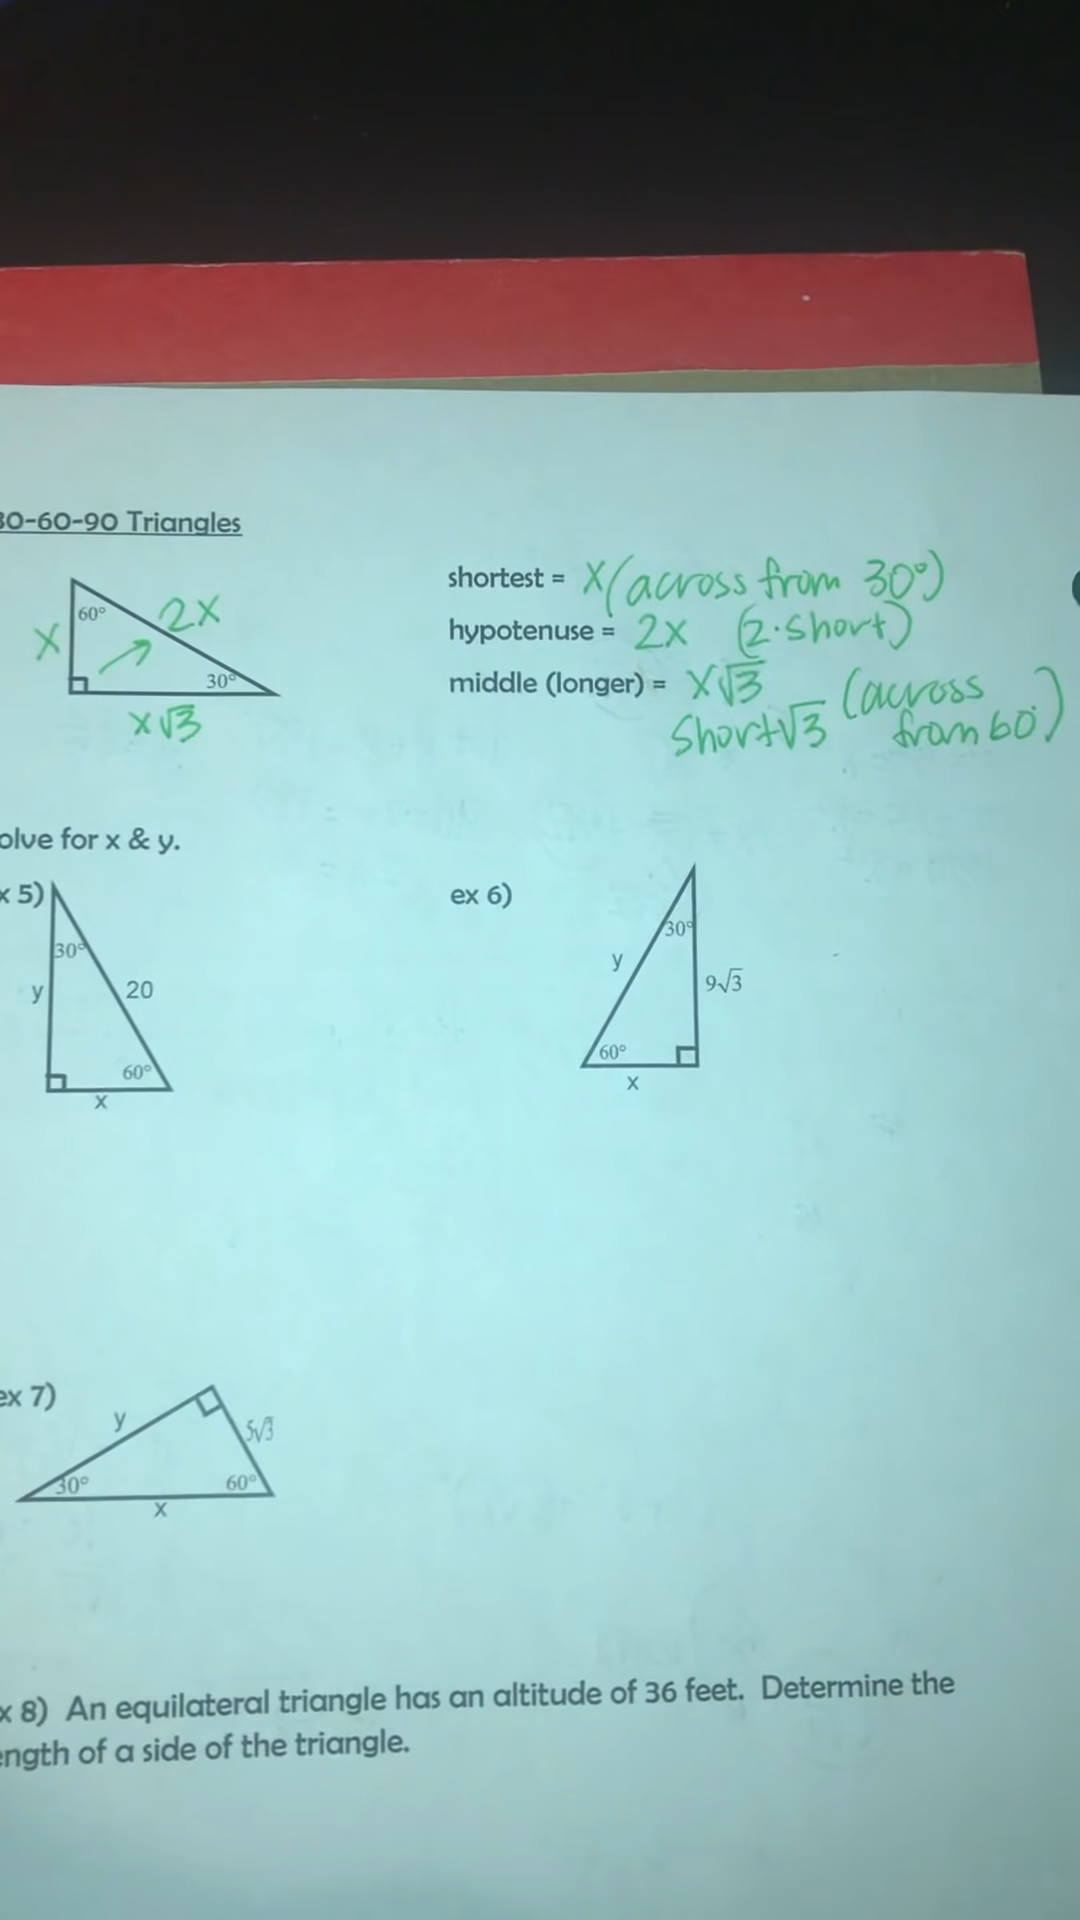 30-60-90 Triangles
shortest = x (across from 30°)
hypotenuse = 2x (2·short)
middle (longer) = x√3 (across from 60°)
short√3
60°
2x
x
30°
x√3
olve for x & y.
x 5)
30°
y
20
60°
x
ex 6)
30°
y
9√3
60°
x
ex 7)
y
5√3
30°
60°
x
x 8) An equilateral triangle has an altitude of 36 feet. Determine the
ength of a side of the triangle.